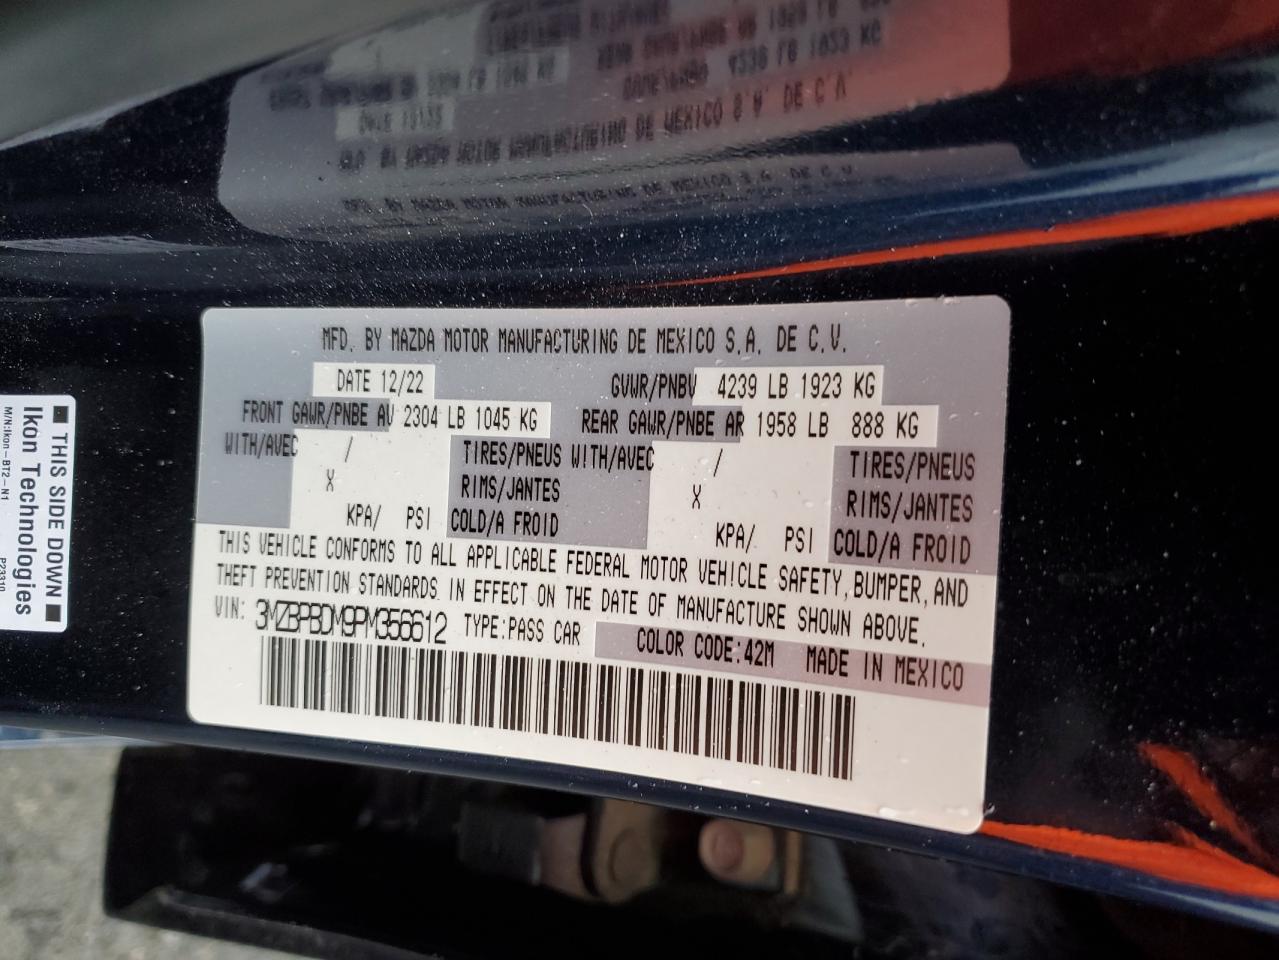 MFD. BY MAZDA MOTOR MANUFACTURING DE MEXICO S.A. DE C.V.
DATE 12/22 GVWR/PNBV 4239 LB 1923 KG
FRONT GAWR/PNBE AV 2304 LB 1045 KG REAR GAWR/PNBE AR 1958 LB 888 KG
WITH/AVEC / TIRES/PNEUS WITH/AVEC / TIRES/PNEUS
X RIMS/JANTES X RIMS/JANTES
KPA/ PSI COLD/A FROID KPA/ PSI COLD/A FROID
THIS VEHICLE CONFORMS TO ALL APPLICABLE FEDERAL MOTOR VEHICLE SAFETY, BUMPER, AND
THEFT PREVENTION STANDARDS IN EFFECT ON THE DATE OF MANUFACTURE SHOWN ABOVE.
VIN: 3MZBPBDM9PM356612 TYPE:PASS CAR COLOR CODE:42M MADE IN MEXICO
■ THIS SIDE DOWN ■
Ikon Technologies
M/N:Ikon-BT2-N1 P23310